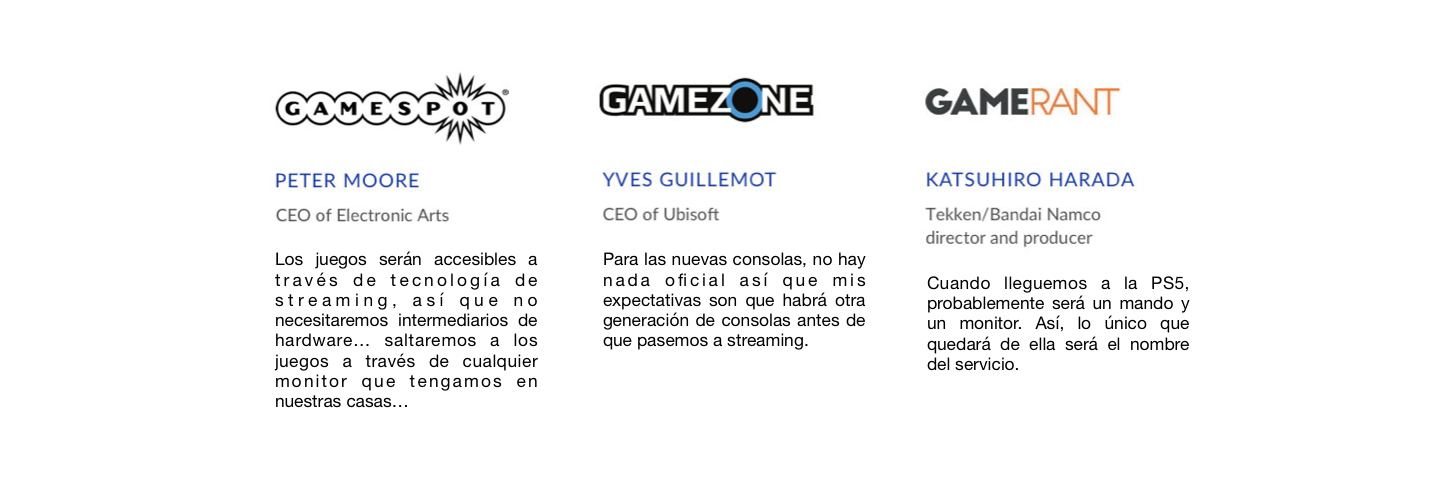 GAMESPOT®
PETER MOORE
CEO of Electronic Arts
Los juegos serán accesibles a
través de tecnología de
streaming, así que no
necesitaremos intermediarios de
hardware... saltaremos a los
juegos a través de cualquier
monitor que tengamos en
nuestras casas...
GAMEZONE
YVES GUILLEMOT
CEO of Ubisoft
Para las nuevas consolas, no hay
nada oficial así que mis
expectativas son que habrá otra
generación de consolas antes de
que pasemos a streaming.
GAMERANT
KATSUHIRO HARADA
Tekken/Bandai Namco
director and producer
Cuando lleguemos a la PS5,
probablemente será un mando y
un monitor. Así, lo único que
quedará de ella será el nombre
del servicio.